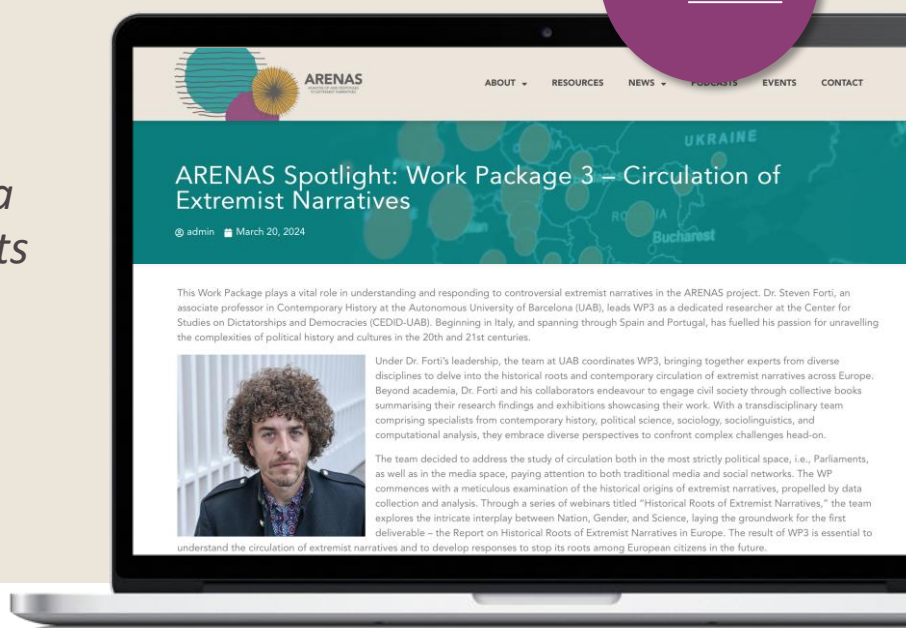 a
ts
ARENAS
ABOUT
RESOURCES
NEWS
PODCASTS
EVENTS
CONTACT
UKRAINE
Bucharest
ARENAS Spotlight: Work Package 3 – Circulation of
Extremist Narratives
admin March 20, 2024
This Work Package plays a vital role in understanding and responding to controversial extremist narratives in the ARENAS project. Dr. Steven Forti, an
associate professor in Contemporary History at the Autonomous University of Barcelona (UAB), leads WP3 as a dedicated researcher at the Center for
Studies on Dictatorships and Democracies (CEDID-UAB). Beginning in Italy, and spanning through Spain and Portugal, has fuelled his passion for unravelling
the complexities of political history and cultures in the 20th and 21st centuries.
Under Dr. Forti's leadership, the team at UAB coordinates WP3, bringing together experts from diverse
disciplines to delve into the historical roots and contemporary circulation of extremist narratives across Europe.
Beyond academia, Dr. Forti and his collaborators endeavour to engage civil society through collective books
summarising their research findings and exhibitions showcasing their work. With a transdisciplinary team
comprising specialists from contemporary history, political science, sociology, sociolinguistics, and
computational analysis, they embrace diverse perspectives to confront complex challenges head-on.
The team decided to address the study of circulation both in the most strictly political space, i.e., Parliaments,
as well as in the media space, paying attention to both traditional media and social networks. The WP
commences with a meticulous examination of the historical origins of extremist narratives, propelled by data
collection and analysis. Through a series of webinars titled "Historical Roots of Extremist Narratives," the team
explores the intricate interplay between Nation, Gender, and Science, laying the groundwork for the first
deliverable – the Report on Historical Roots of Extremist Narratives in Europe. The result of WP3 is essential to
understand the circulation of extremist narratives and to develop responses to stop its roots among European citizens in the future.